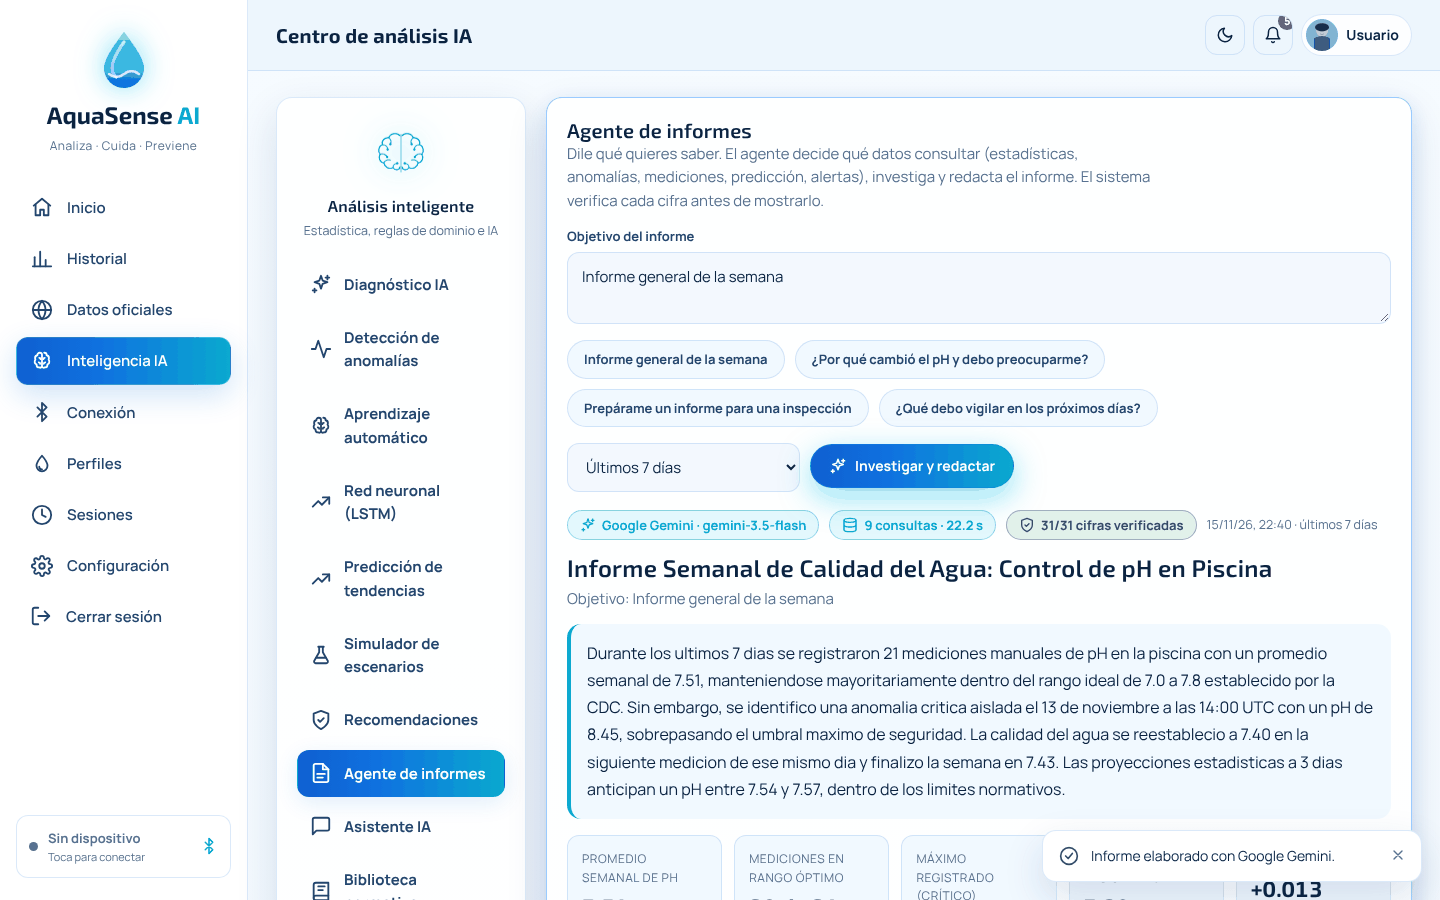 AquaSense AI
Analiza · Cuida · Previene
Inicio
Historial
Datos oficiales
Inteligencia IA
Conexión
Perfiles
Sesiones
Configuración
Cerrar sesión
Sin dispositivo
Toca para conectar
Centro de análisis IA
Usuario
Análisis inteligente
Estadística, reglas de dominio e IA
Diagnóstico IA
Detección de
anomalías
Aprendizaje
automático
Red neuronal
(LSTM)
Predicción de
tendencias
Simulador de
escenarios
Recomendaciones
Agente de informes
Asistente IA
Biblioteca
Agente de informes
Dile qué quieres saber. El agente decide qué datos consultar (estadísticas,
anomalías, mediciones, predicción, alertas), investiga y redacta el informe. El sistema
verifica cada cifra antes de mostrarlo.
Objetivo del informe
Informe general de la semana
Informe general de la semana
¿Por qué cambió el pH y debo preocuparme?
Prepárame un informe para una inspección
¿Qué debo vigilar en los próximos días?
Últimos 7 días
Investigar y redactar
Google Gemini · gemini-3.5-flash
9 consultas · 22.2 s
31/31 cifras verificadas
15/11/26, 22:40 · últimos 7 días
Informe Semanal de Calidad del Agua: Control de pH en Piscina
Objetivo: Informe general de la semana
Durante los ultimos 7 dias se registraron 21 mediciones manuales de pH en la piscina con un promedio
semanal de 7.51, manteniendose mayoritariamente dentro del rango ideal de 7.0 a 7.8 establecido por la
CDC. Sin embargo, se identifico una anomalia critica aislada el 13 de noviembre a las 14:00 UTC con un pH de
8.45, sobrepasando el umbral maximo de seguridad. La calidad del agua se reestablecio a 7.40 en la
siguiente medicion de ese mismo dia y finalizo la semana en 7.43. Las proyecciones estadisticas a 3 dias
anticipan un pH entre 7.54 y 7.57, dentro de los limites normativos.
PROMEDIO
SEMANAL DE PH
MEDICIONES EN
RANGO ÓPTIMO
MÁXIMO
REGISTRADO
(CRÍTICO)
+0.013
Informe elaborado con Google Gemini.